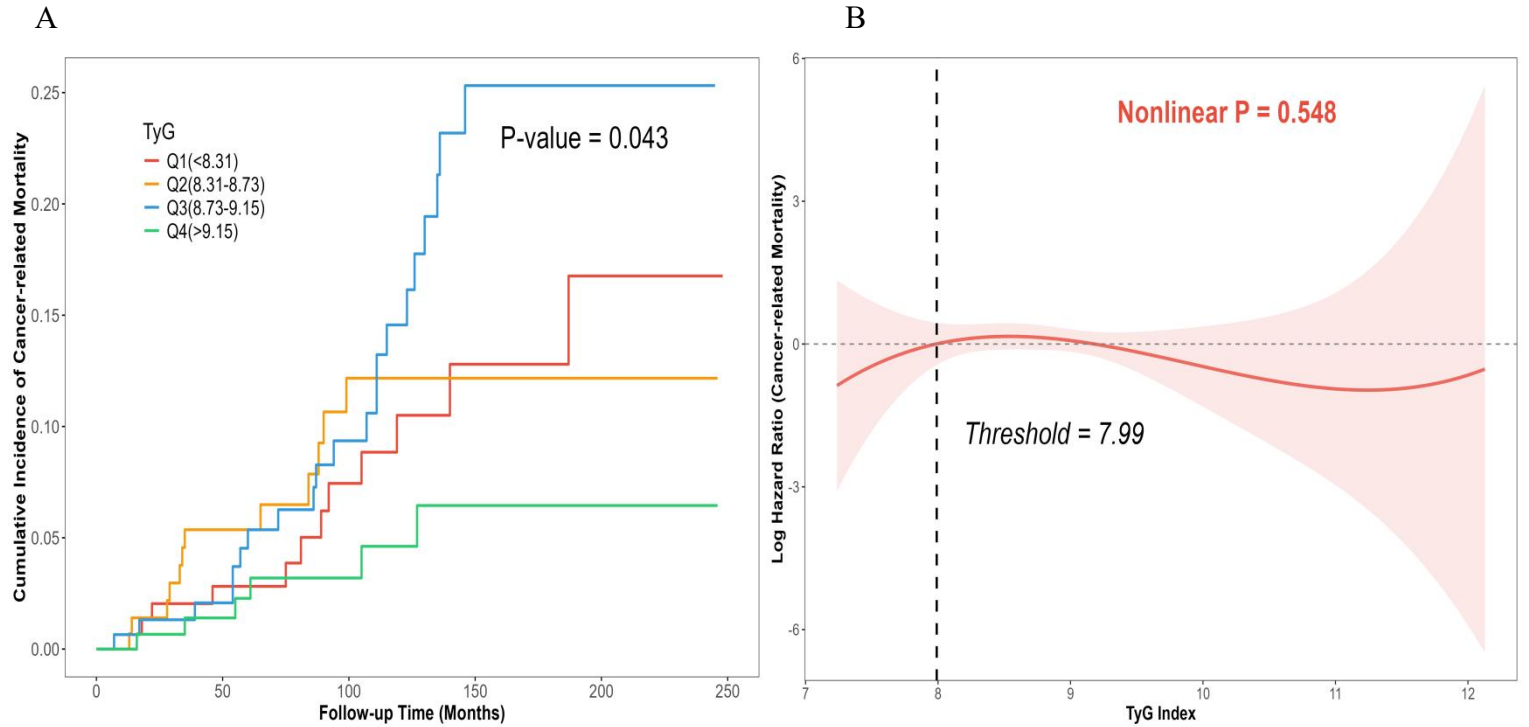 A
Cumulative Incidence of Cancer-related Mortality
0.25
0.20
0.15
0.10
0.05
0.00
TyG
Q1(<8.31)
Q2(8.31-8.73)
Q3(8.73-9.15)
Q4(>9.15)
P-value = 0.043
0 50 100 150 200 250
Follow-up Time (Months)
B
Log Hazard Ratio (Cancer-related Mortality)
6
3
0
-3
-6
Nonlinear P = 0.548
Threshold = 7.99
7 8 9 10 11 12
TyG Index